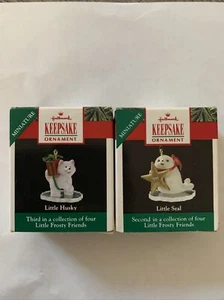 MINIATURE
Hallmark
KEEPSAKE
ORNAMENT
Little Husky
Third in a collection of four
Little Frosty Friends
MINIATURE
Hallmark
KEEPSAKE
ORNAMENT
Little Seal
Second in a collection of four
Little Frosty Friends